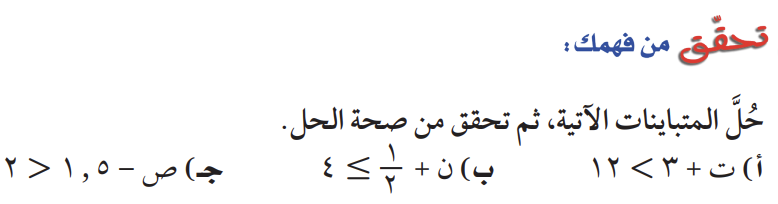 تحقّق من فهمك:
حُلَّ المتباينات الآتية، ثم تحقق من صحة الحل.
أ) ت + ٣ > ١٢ ب) ن + ١/٢ ≥ ٤ جـ) ص − ١,٥ < ٢